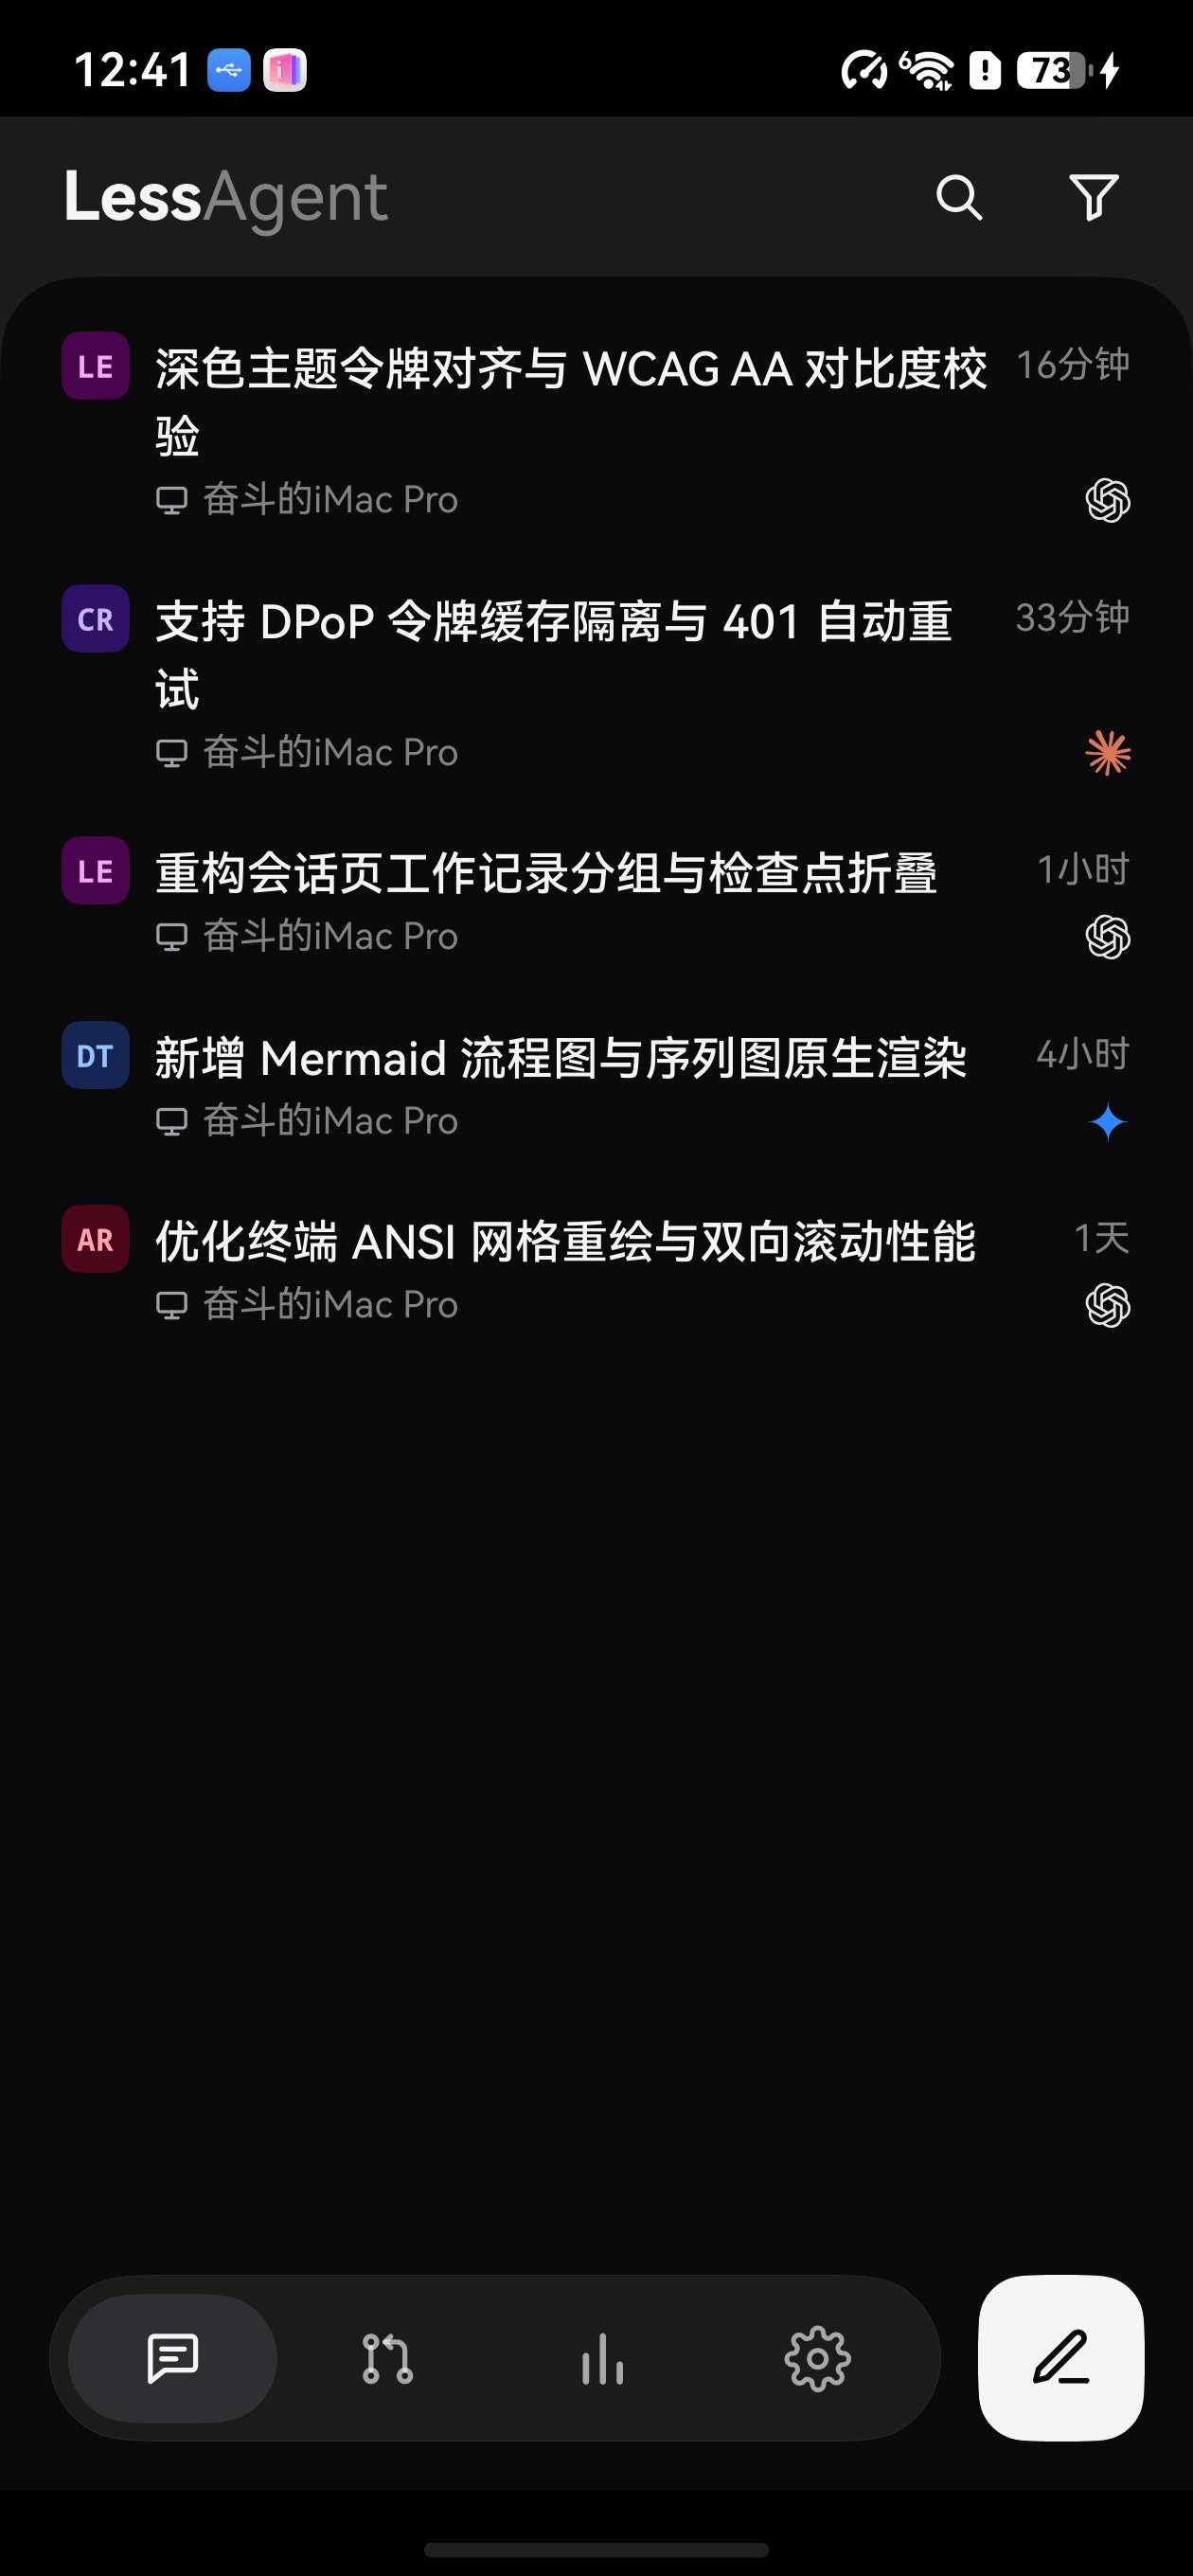 12:41
6
73
LessAgent
LE
深色主题令牌对齐与 WCAG AA 对比度校
验
16分钟
奋斗的iMac Pro
CR
支持 DPoP 令牌缓存隔离与 401 自动重
试
33分钟
奋斗的iMac Pro
LE
重构会话页工作记录分组与检查点折叠
1小时
奋斗的iMac Pro
DT
新增 Mermaid 流程图与序列图原生渲染
4小时
奋斗的iMac Pro
AR
优化终端 ANSI 网格重绘与双向滚动性能
1天
奋斗的iMac Pro